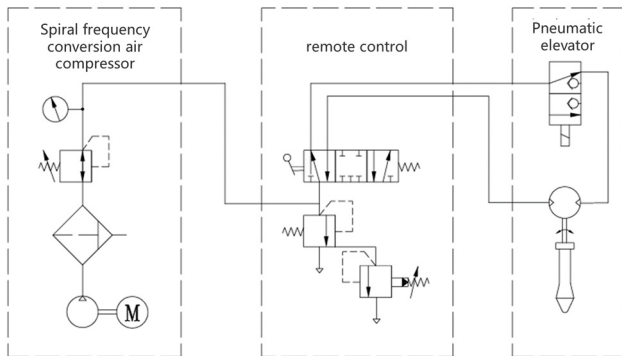 Spiral frequency
conversion air
compressor
remote control
Pneumatic
elevator
M